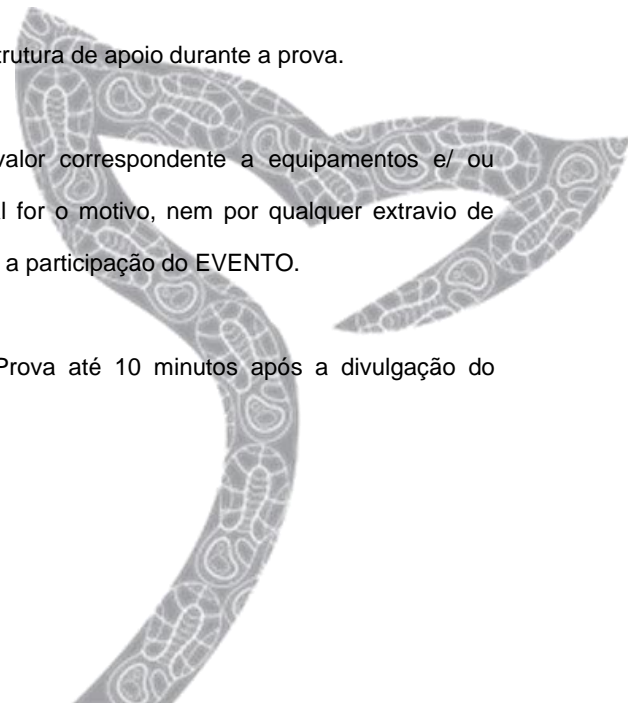 rutura de apoio durante a prova.
valor correspondente a equipamentos e/ ou
l for o motivo, nem por qualquer extravio de
a participação do EVENTO.
Prova até 10 minutos após a divulgação do